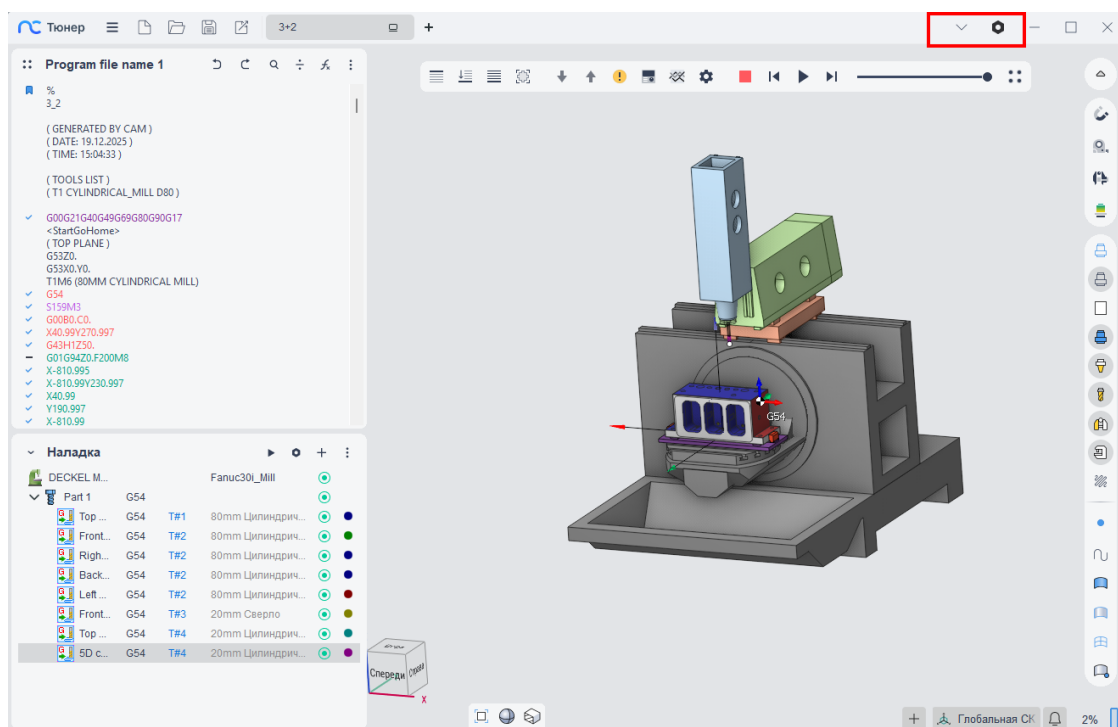 Тюнер
3+2
Program file name 1
%
3_2
( GENERATED BY CAM )
( DATE: 19.12.2025 )
( TIME: 15:04:33 )
( TOOLS LIST )
( T1 CYLINDRICAL_MILL D80 )
G00G21G40G49G69G80G90G17
<StartGoHome>
( TOP PLANE )
G53Z0.
G53X0.Y0.
T1M6 (80MM CYLINDRICAL MILL)
G54
S159M3
G00B0.C0.
X40.99Y270.997
G43H1Z50.
G01G94Z0.F200M8
X-810.995
X-810.99Y230.997
X40.99
Y190.997
X-810.99
Наладка
DECKEL M... Fanuc30i_Mill
Part 1 G54
Top ... G54 T#1 80mm Цилиндрич...
Front... G54 T#2 80mm Цилиндрич...
Righ... G54 T#2 80mm Цилиндрич...
Back... G54 T#2 80mm Цилиндрич...
Left ... G54 T#2 80mm Цилиндрич...
Front... G54 T#3 20mm Сверло
Top ... G54 T#4 20mm Цилиндрич...
5D c... G54 T#4 20mm Цилиндрич...
G54
Спереди
Справа
X
Глобальная СК
2%